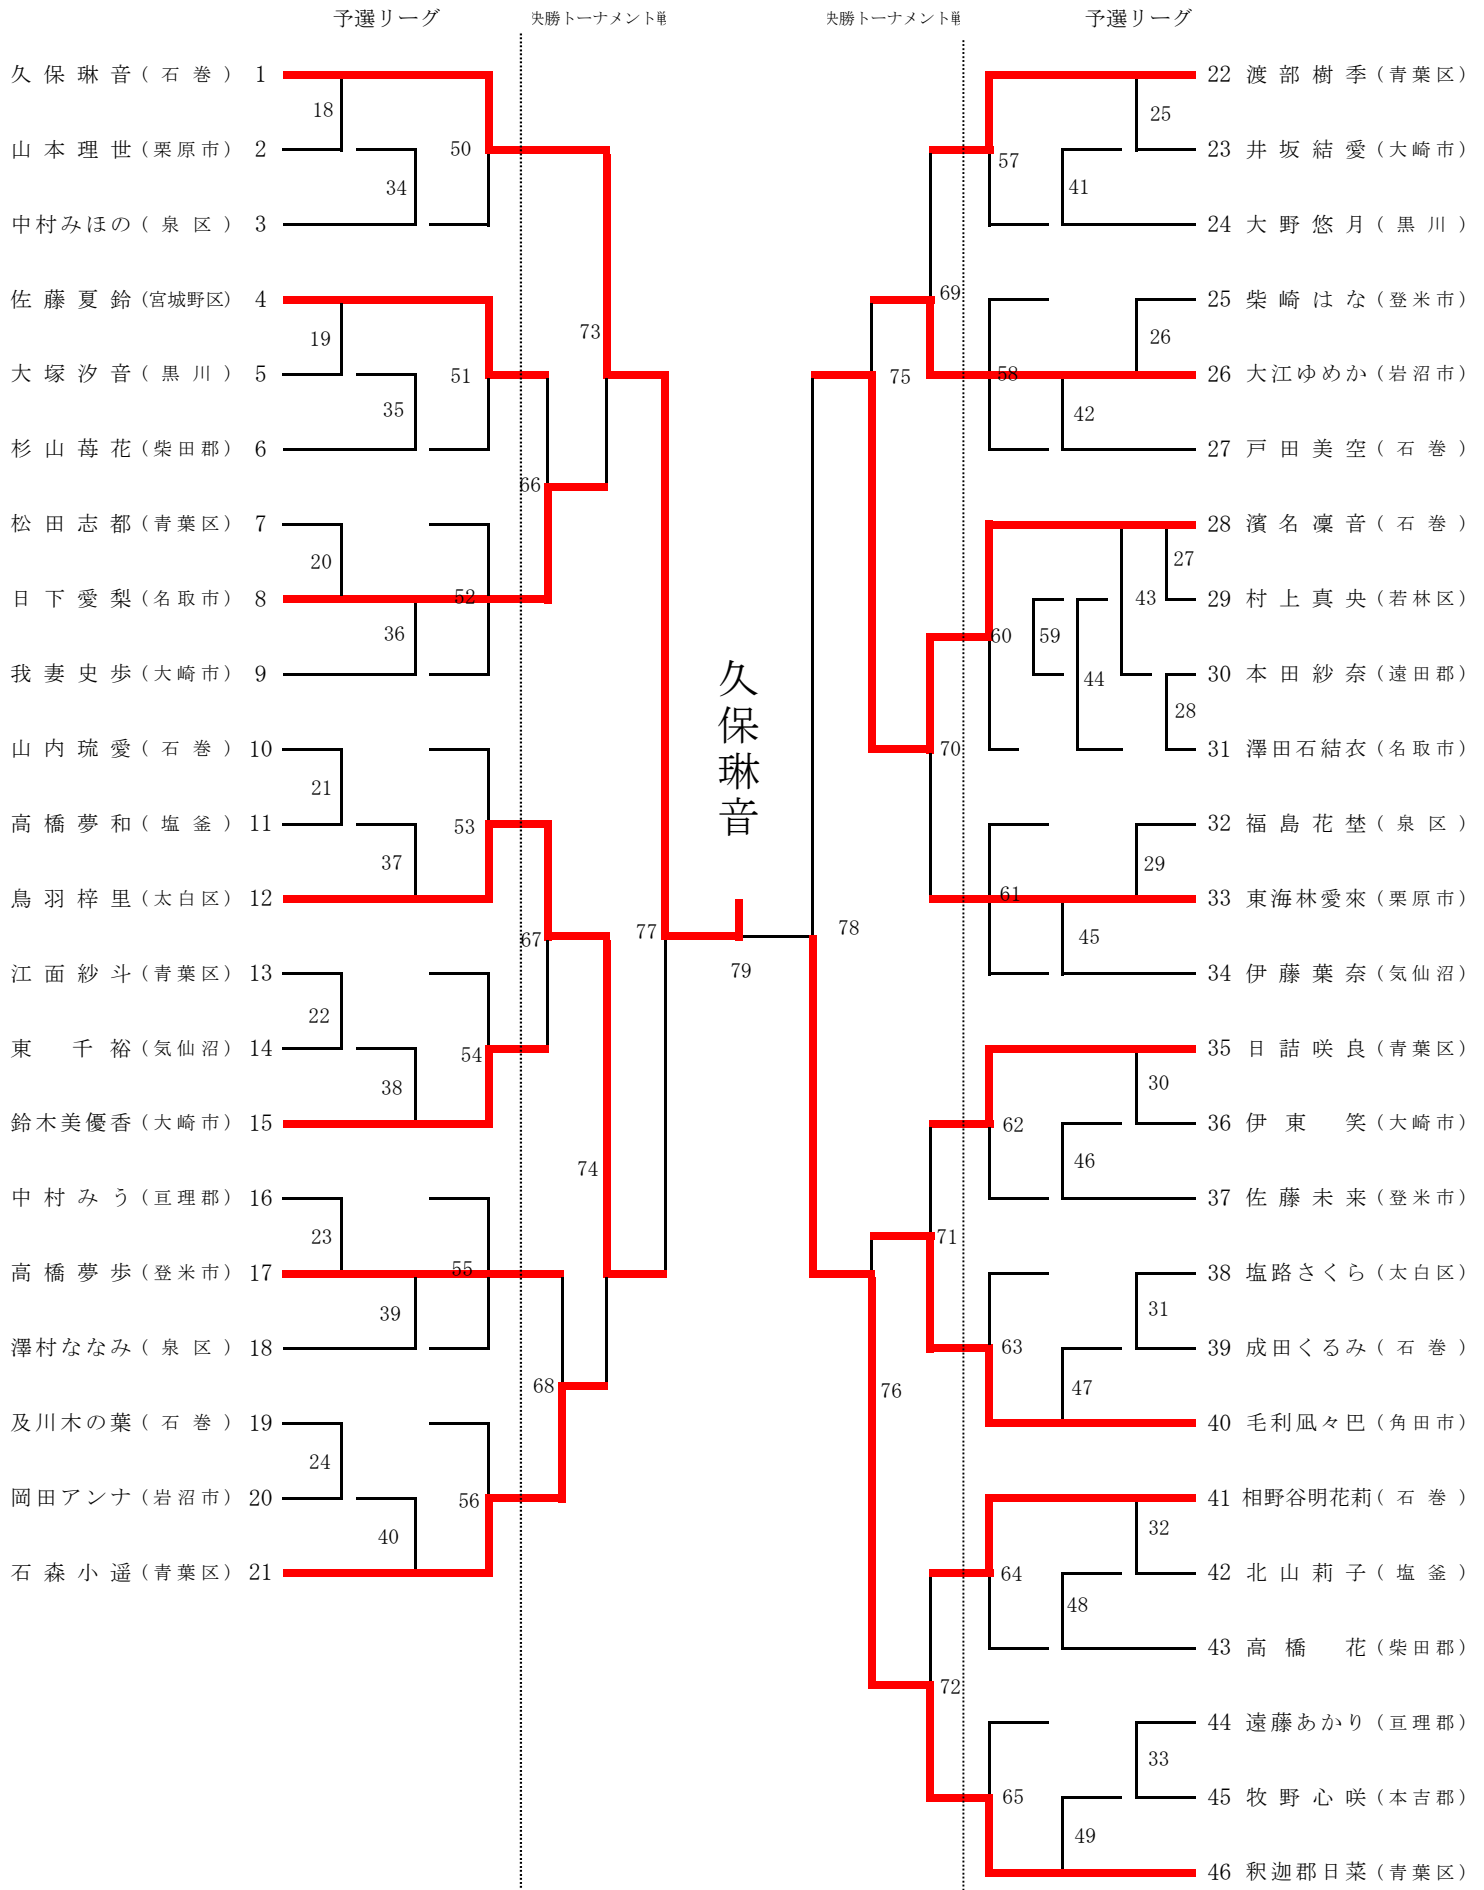 予選リーグ
決勝トーナメント戦
決勝トーナメント戦
予選リーグ
久保琳音（石巻） 1
山本理世（栗原市） 2
中村みほの（泉区） 3
佐藤夏鈴（宮城野区） 4
大塚汐音（黒川） 5
杉山苺花（柴田郡） 6
松田志都（青葉区） 7
日下愛梨（名取市） 8
我妻史歩（大崎市） 9
山内琉愛（石巻） 10
高橋夢和（塩釜） 11
鳥羽梓里（太白区） 12
江面紗斗（青葉区） 13
東　千裕（気仙沼） 14
鈴木美優香（大崎市） 15
中村みう（亘理郡） 16
高橋夢歩（登米市） 17
澤村ななみ（泉区） 18
及川木の葉（石巻） 19
岡田アンナ（岩沼市） 20
石森小遥（青葉区） 21
18
34
50
19
35
51
20
36
52
21
37
53
22
38
54
23
39
55
24
40
56
66
67
68
73
74
77
久保琳音
79
78
75
76
69
70
71
72
57
25
41
58
26
42
60
59
44
43
27
28
61
29
45
62
30
46
63
31
47
64
32
48
65
33
49
22 渡部樹季（青葉区）
23 井坂結愛（大崎市）
24 大野悠月（黒川）
25 柴崎はな（登米市）
26 大江ゆめか（岩沼市）
27 戸田美空（石巻）
28 濱名凜音（石巻）
29 村上真央（若林区）
30 本田紗奈（遠田郡）
31 澤田石結衣（名取市）
32 福島花埜（泉区）
33 東海林愛來（栗原市）
34 伊藤葉奈（気仙沼）
35 日詰咲良（青葉区）
36 伊東　笑（大崎市）
37 佐藤未来（登米市）
38 塩路さくら（太白区）
39 成田くるみ（石巻）
40 毛利凪々巴（角田市）
41 相野谷明花莉（石巻）
42 北山莉子（塩釜）
43 高橋　花（柴田郡）
44 遠藤あかり（亘理郡）
45 牧野心咲（本吉郡）
46 釈迦郡日菜（青葉区）